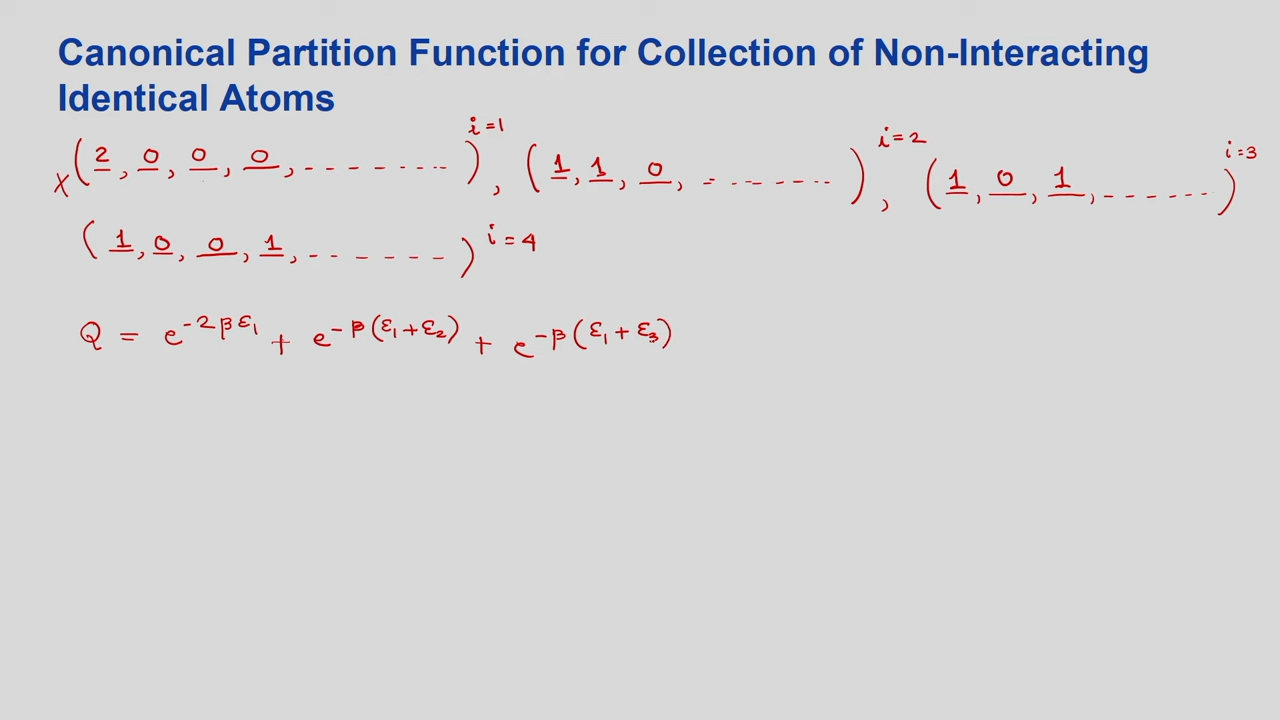 Canonical Partition Function for Collection of Non-Interacting
Identical Atoms
x (2, 0, 0, 0, ---------)^{i=1}, (1, 1, 0, --------)^{i=2}, (1, 0, 1, -------)^{i=3}
(1, 0, 0, 1, -------)^{i=4}
Q = e^{-2βε₁} + e^{-β(ε₁+ε₂)} + e^{-β(ε₁+ε₃)}